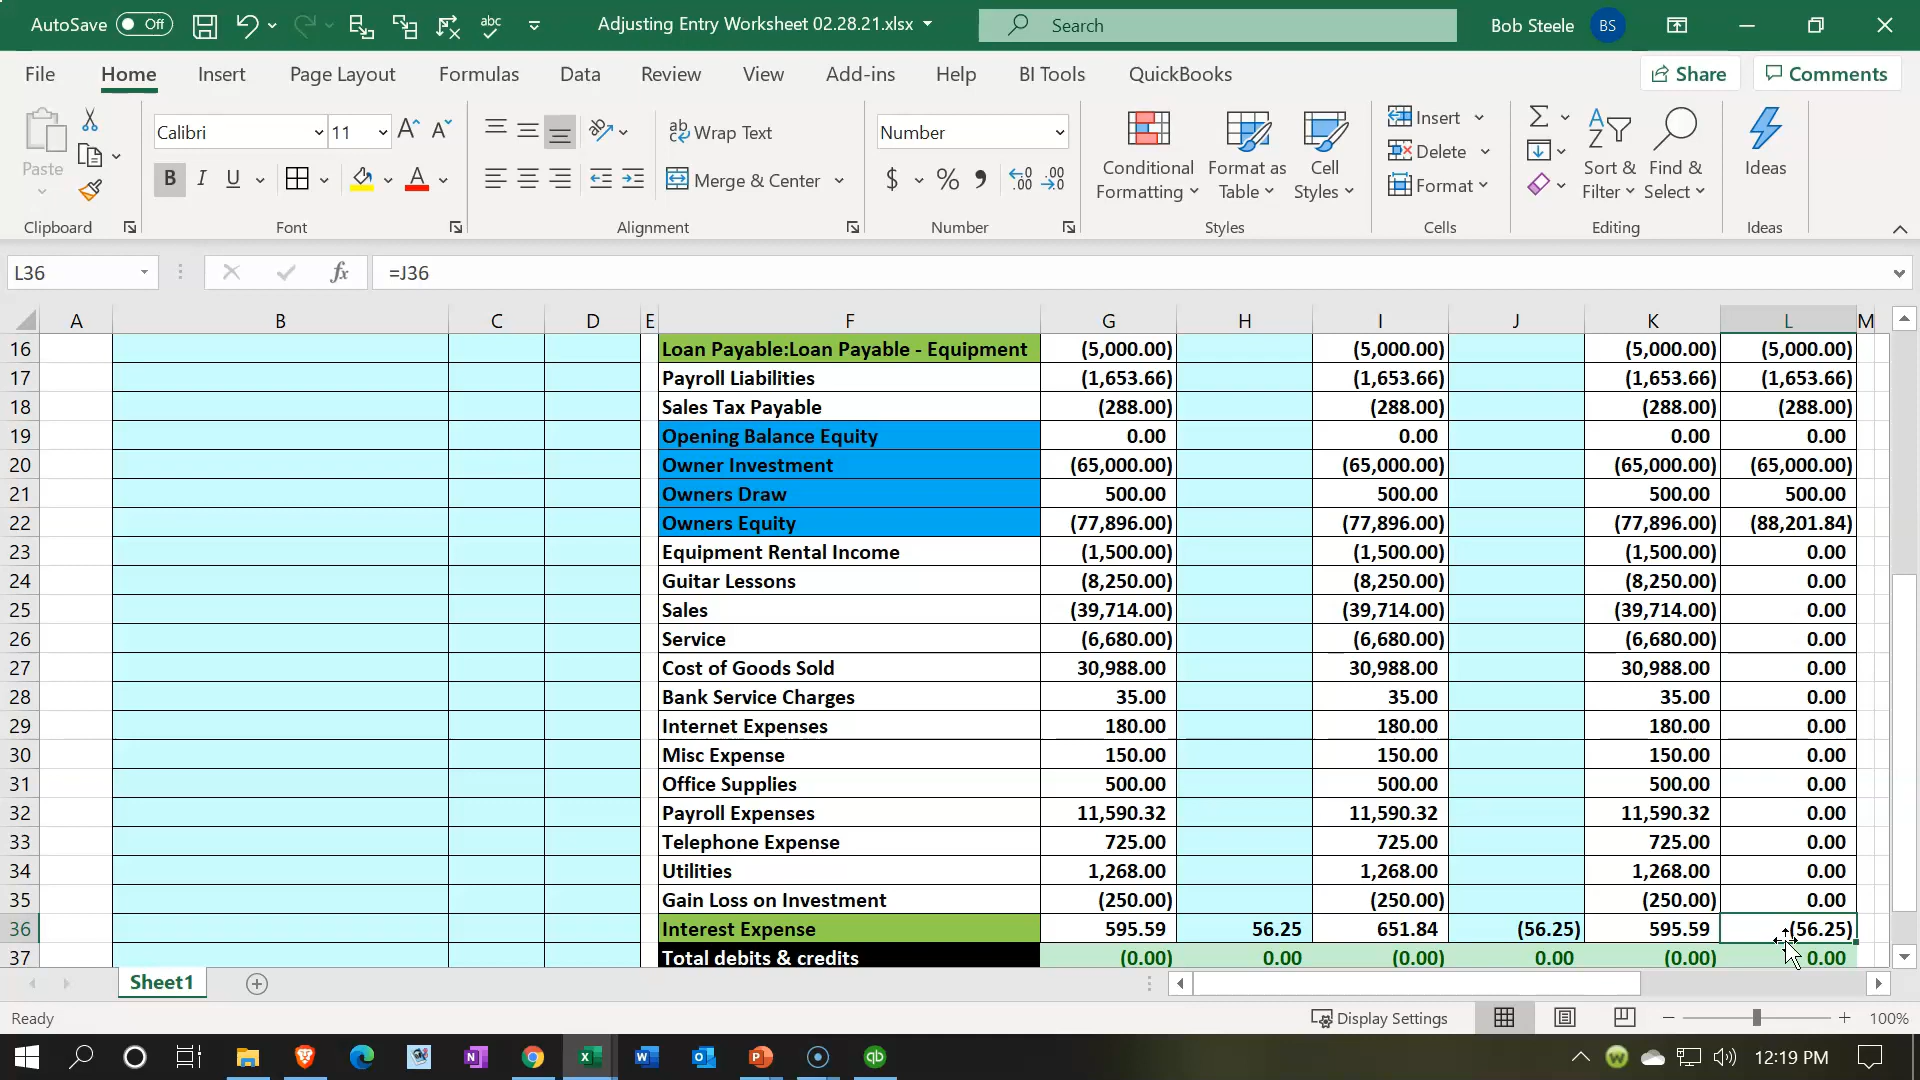 AutoSave Off abc Adjusting Entry Worksheet 02.28.21.xlsx Search Bob Steele BS
File Home Insert Page Layout Formulas Data Review View Add-ins Help BI Tools QuickBooks Share Comments
Calibri 11 A A ab Wrap Text Number Insert Σ
Paste B I U A Merge & Center $ % Conditional Formatting Format as Table Cell Styles Delete Format Sort & Filter Find & Select Ideas
Clipboard Font Alignment Number Styles Cells Editing Ideas
L36 fx =J36
A B C D E F G H I J K L M
16 Loan Payable:Loan Payable - Equipment (5,000.00) (5,000.00) (5,000.00) (5,000.00)
17 Payroll Liabilities (1,653.66) (1,653.66) (1,653.66) (1,653.66)
18 Sales Tax Payable (288.00) (288.00) (288.00) (288.00)
19 Opening Balance Equity 0.00 0.00 0.00 0.00
20 Owner Investment (65,000.00) (65,000.00) (65,000.00) (65,000.00)
21 Owners Draw 500.00 500.00 500.00 500.00
22 Owners Equity (77,896.00) (77,896.00) (77,896.00) (88,201.84)
23 Equipment Rental Income (1,500.00) (1,500.00) (1,500.00) 0.00
24 Guitar Lessons (8,250.00) (8,250.00) (8,250.00) 0.00
25 Sales (39,714.00) (39,714.00) (39,714.00) 0.00
26 Service (6,680.00) (6,680.00) (6,680.00) 0.00
27 Cost of Goods Sold 30,988.00 30,988.00 30,988.00 0.00
28 Bank Service Charges 35.00 35.00 35.00 0.00
29 Internet Expenses 180.00 180.00 180.00 0.00
30 Misc Expense 150.00 150.00 150.00 0.00
31 Office Supplies 500.00 500.00 500.00 0.00
32 Payroll Expenses 11,590.32 11,590.32 11,590.32 0.00
33 Telephone Expense 725.00 725.00 725.00 0.00
34 Utilities 1,268.00 1,268.00 1,268.00 0.00
35 Gain Loss on Investment (250.00) (250.00) (250.00) 0.00
36 Interest Expense 595.59 56.25 651.84 (56.25) 595.59 (56.25)
37 Total debits & credits (0.00) 0.00 (0.00) 0.00 (0.00) 0.00
Sheet1
Ready Display Settings 100%
12:19 PM